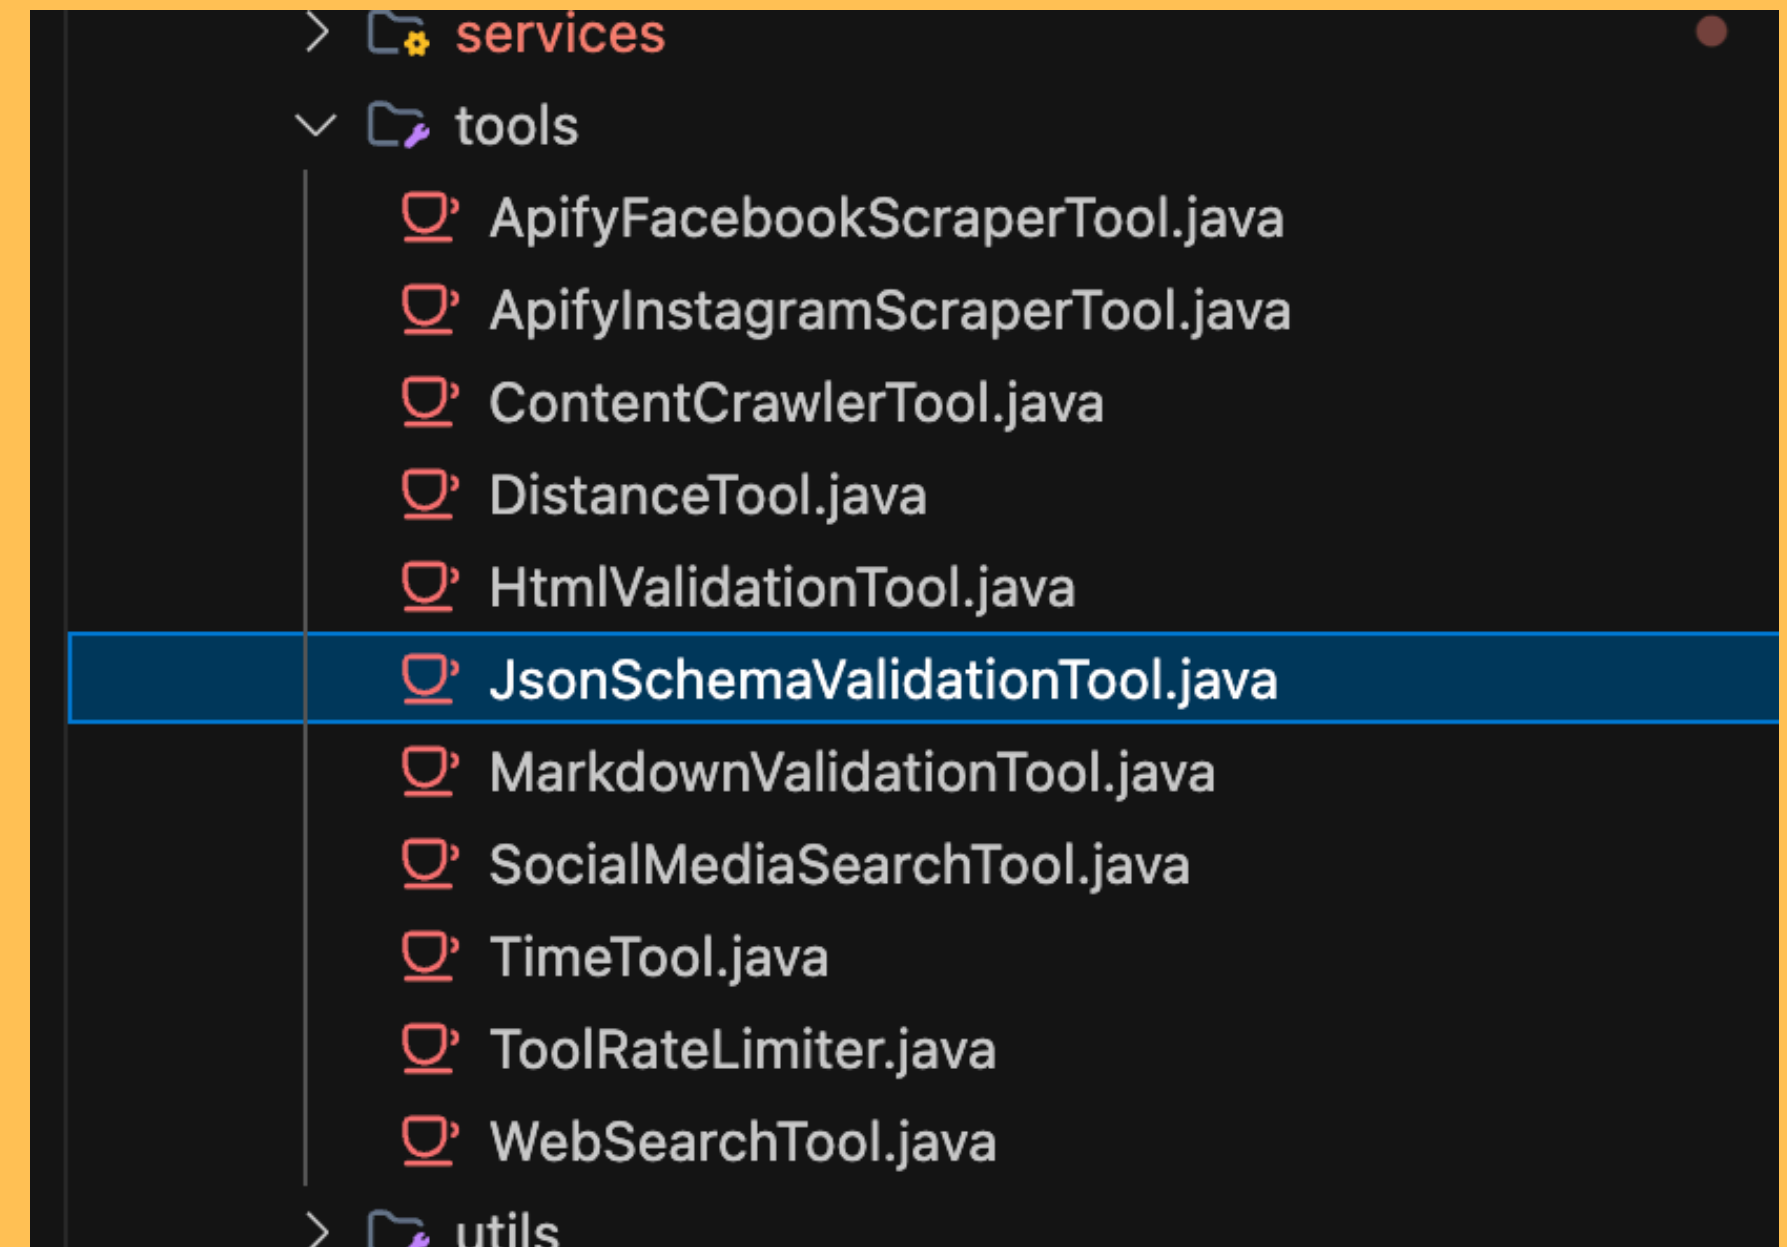 services
tools
ApifyFacebookScraperTool.java
ApifyInstagramScraperTool.java
ContentCrawlerTool.java
DistanceTool.java
HtmlValidationTool.java
JsonSchemaValidationTool.java
MarkdownValidationTool.java
SocialMediaSearchTool.java
TimeTool.java
ToolRateLimiter.java
WebSearchTool.java
utils